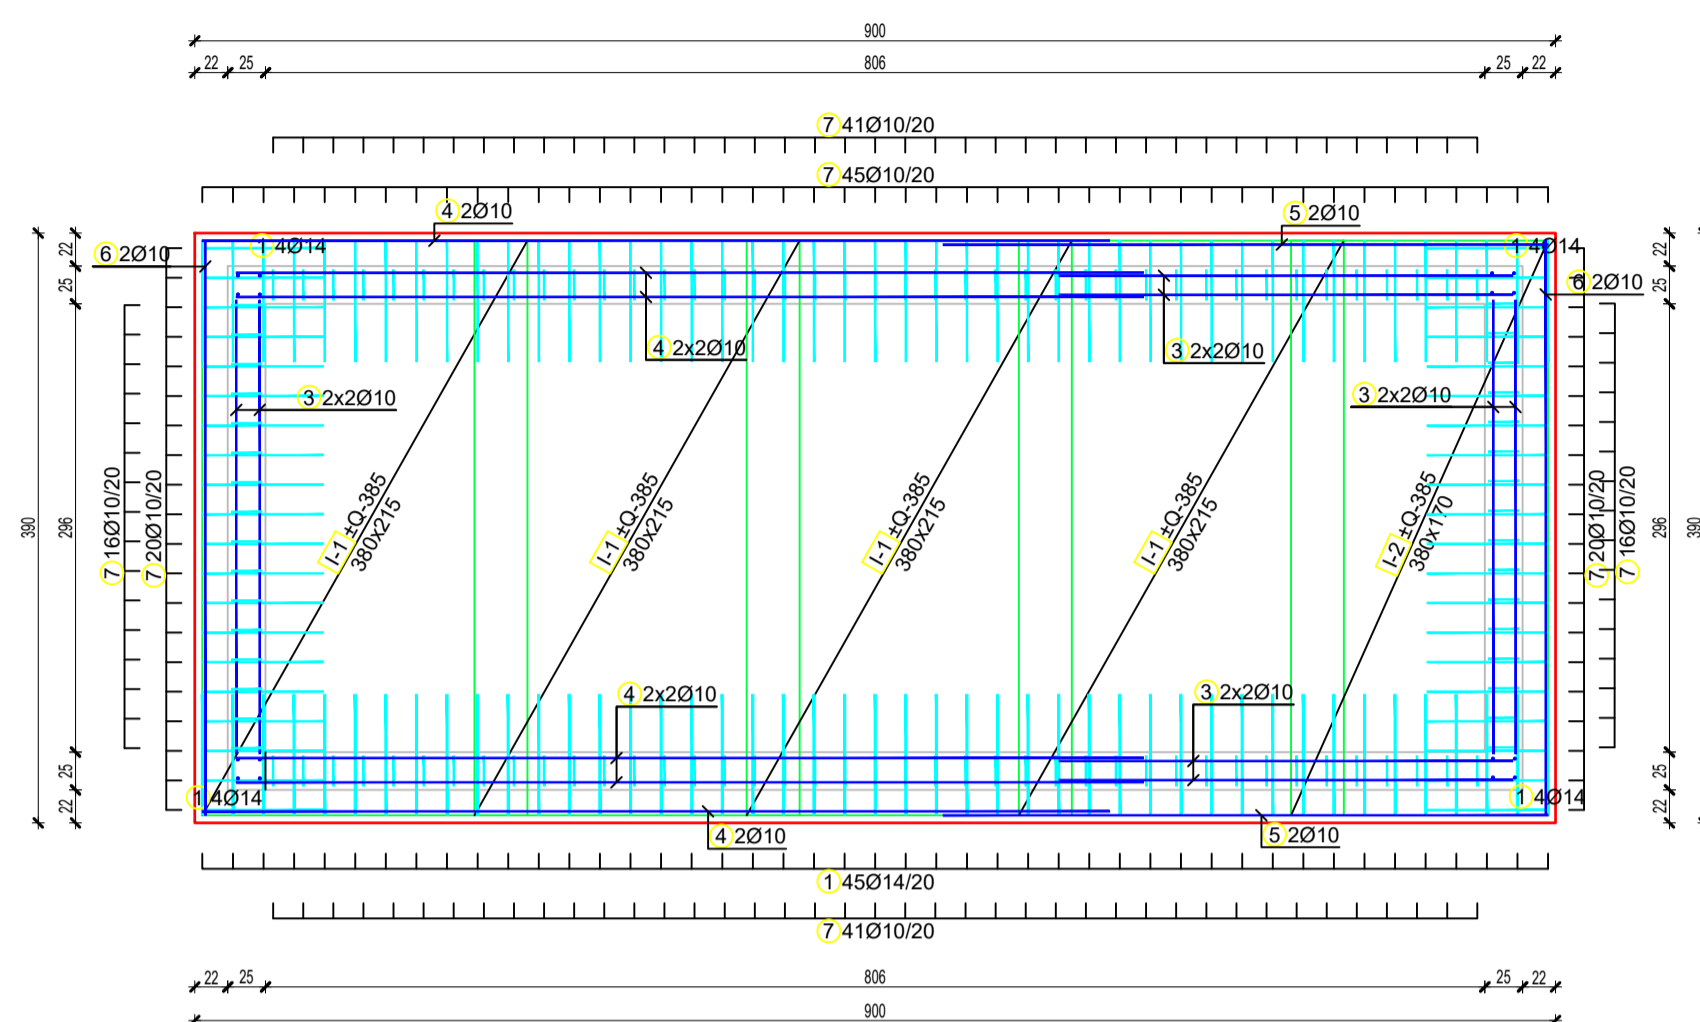 900
22 25 806 25 22
7 41Ø10/20
7 45Ø10/20
4 2Ø10
5 2Ø10
6 2Ø10
1 4Ø14
1 4Ø14
6 2Ø10
22
25
296
25
22
390
22
25
296
25
22
390
4 2x2Ø10
3 2x2Ø10
3 2x2Ø10
3 2x2Ø10
7 16Ø10/20
7 20Ø10/20
I-1 ±Q-385
380x215
I-1 ±Q-385
380x215
I-1 ±Q-385
380x215
I-1 ±Q-385
380x215
I-2 ±Q-385
380x170
7 20Ø10/20
7 16Ø10/20
4 2x2Ø10
3 2x2Ø10
1 4Ø14
1 4Ø14
4 2Ø10
5 2Ø10
1 45Ø14/20
7 41Ø10/20
22 25 806 25 22
900